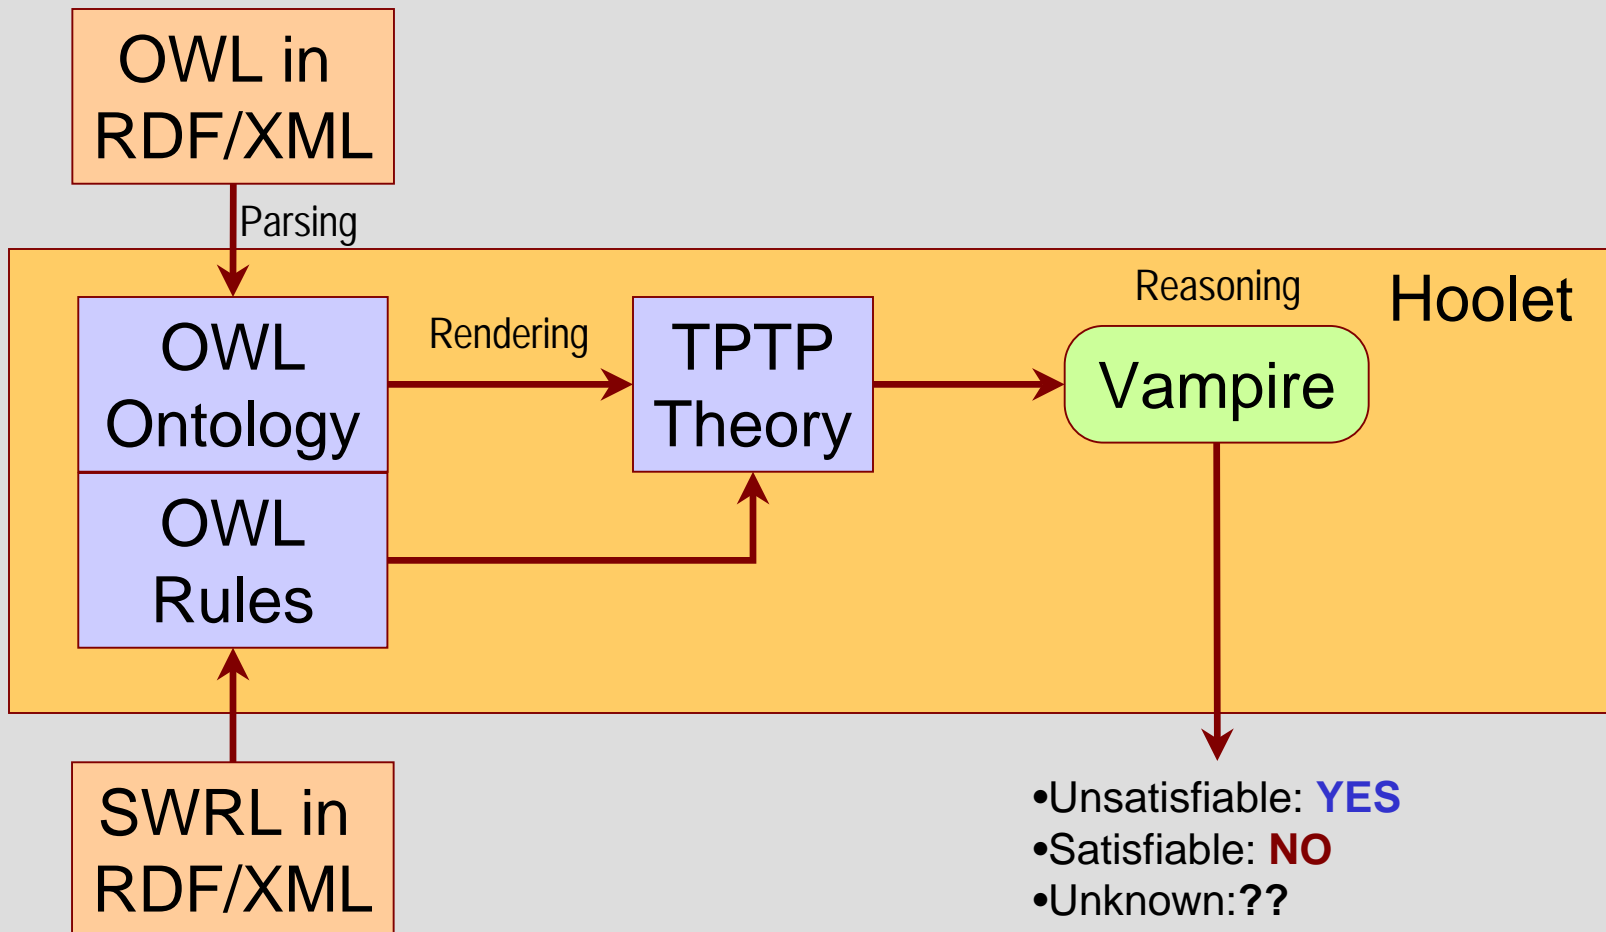 OWL in
RDF/XML
Parsing
Hoolet
Reasoning
Rendering
OWL
Ontology
TPTP
Theory
Vampire
OWL
Rules
SWRL in
RDF/XML
•Unsatisfiable: YES
•Satisfiable: NO
•Unknown:??